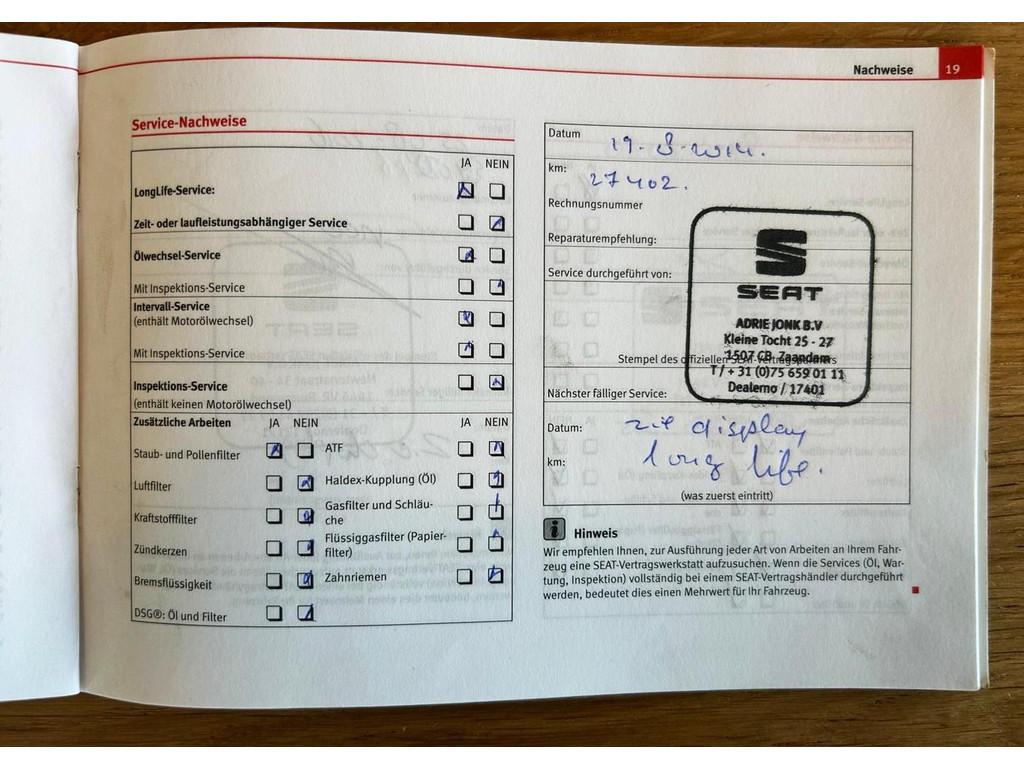 Nachweise 19
Service-Nachweise
JA NEIN
LongLife-Service:
Zeit- oder laufleistungsabhängiger Service
Ölwechsel-Service
Mit Inspektions-Service
Intervall-Service
(enthält Motorölwechsel)
Mit Inspektions-Service
Inspektions-Service
(enthält keinen Motorölwechsel)
Zusätzliche Arbeiten JA NEIN JA NEIN
Staub- und Pollenfilter ATF
Luftfilter Haldex-Kupplung (Öl)
Kraftstofffilter Gasfilter und Schläu-
che
Zündkerzen Flüssiggasfilter (Papier-
filter)
Bremsflüssigkeit Zahnriemen
DSG®: Öl und Filter
Datum 19-8-2014.
km: 27402.
Rechnungsnummer
Reparaturempfehlung:
Service durchgeführt von:
SEAT
ADRIE JONK B.V
Kleine Tocht 25 - 27
1507 CB Zaandam
T/ + 31 (0)75 659 01 11
Dealerno / 17401
Stempel des offiziellen SEAT-Vertragspartners
Nächster fälliger Service:
Datum: zie display
km: long life.
(was zuerst eintritt)
Hinweis
Wir empfehlen Ihnen, zur Ausführung jeder Art von Arbeiten an Ihrem Fahr-
zeug eine SEAT-Vertragswerkstatt aufzusuchen. Wenn die Services (Öl, War-
tung, Inspektion) vollständig bei einem SEAT-Vertragshändler durchgeführt
werden, bedeutet dies einen Mehrwert für Ihr Fahrzeug.